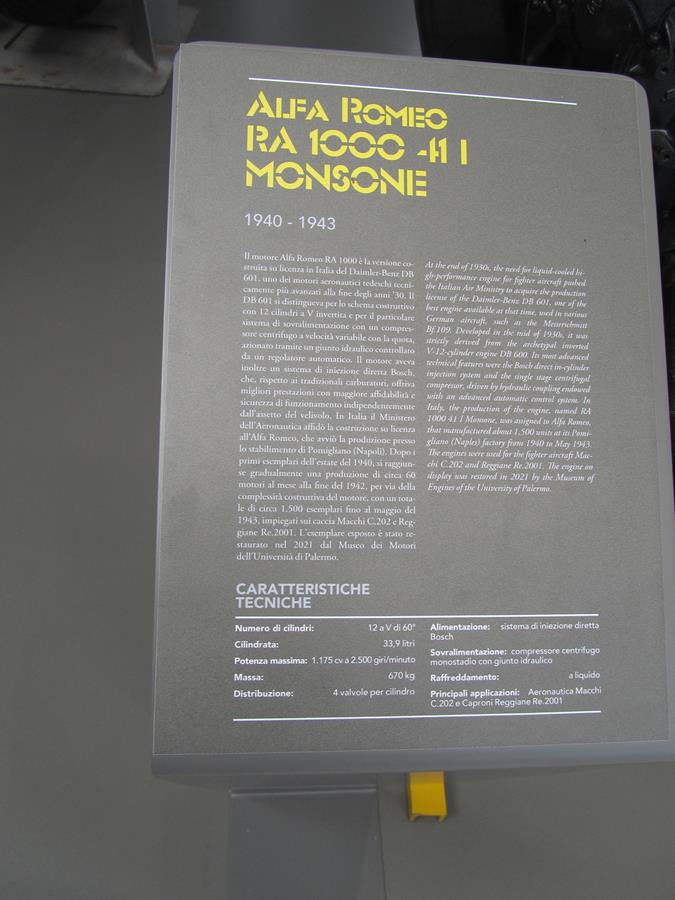 ALFA ROMEO
RA 1000 41 I
MONSONE
1940 - 1943
Il motore Alfa Romeo RA 1000 è la versione co-
struita su licenza in Italia del Daimler-Benz DB
601, uno dei motori aeronautici tedeschi tecni-
camente più avanzati alla fine degli anni '30. Il
DB 601 si distingueva per lo schema costruttivo
con 12 cilindri a V invertita e per il particolare
sistema di sovralimentazione con un compres-
sore centrifugo a velocità variabile con la quota,
azionato tramite un giunto idraulico controllato
da un regolatore automatico. Il motore aveva
inoltre un sistema di iniezione diretta Bosch,
che, rispetto ai tradizionali carburatori, offriva
migliori prestazioni con maggiore affidabilità e
sicurezza di funzionamento indipendentemente
dall'assetto del velivolo. In Italia il Ministero
dell'Aeronautica affidò la costruzione su licenza
all'Alfa Romeo, che avviò la produzione presso
lo stabilimento di Pomigliano (Napoli). Dopo i
primi esemplari dell'estate del 1940, si raggiun-
se gradualmente una produzione di circa 60
motori al mese alla fine del 1942, per via della
complessità costruttiva del motore, con un tota-
le di circa 1.500 esemplari fino al maggio del
1943, impiegati sui caccia Macchi C.202 e Reg-
giane Re.2001. L'esemplare esposto è stato re-
staurato nel 2021 dal Museo dei Motori
dell'Università di Palermo.
At the end of 1930s, the need for liquid-cooled hi-
gh-performance engine for fighter aircraft pushed
the Italian Air Ministry to acquire the production
license of the Daimler-Benz DB 601, one of the
best engine available at that time, used in various
German aircraft, such as the Messerschmitt
Bf.109. Developed in the mid of 1930s, it was
strictly derived from the archetypal inverted
V-12-cylinder engine DB 600. Its most advanced
technical features were the Bosch direct in-cylinder
injection system and the single stage centrifugal
compressor, driven by hydraulic coupling endowed
with an advanced automatic control system. In
Italy, the production of the engine, named RA
1000 41 I Monsone, was assigned to Alfa Romeo,
that manufactured about 1.500 units at its Pomi-
gliano (Naples) factory from 1940 to May 1943.
The engines were used for the fighter aircraft Mac-
chi C.202 and Reggiane Re.2001. The engine on
display was restored in 2021 by the Museum of
Engines of the University of Palermo.
CARATTERISTICHE
TECNICHE
Numero di cilindri: 12 a V di 60°
Cilindrata: 33,9 litri
Potenza massima: 1.175 cv a 2.500 giri/minuto
Massa: 670 kg
Distribuzione: 4 valvole per cilindro
Alimentazione: sistema di iniezione diretta
Bosch
Sovralimentazione: compressore centrifugo
monostadio con giunto idraulico
Raffreddamento: a liquido
Principali applicazioni: Aeronautica Macchi
C.202 e Caproni Reggiane Re.2001